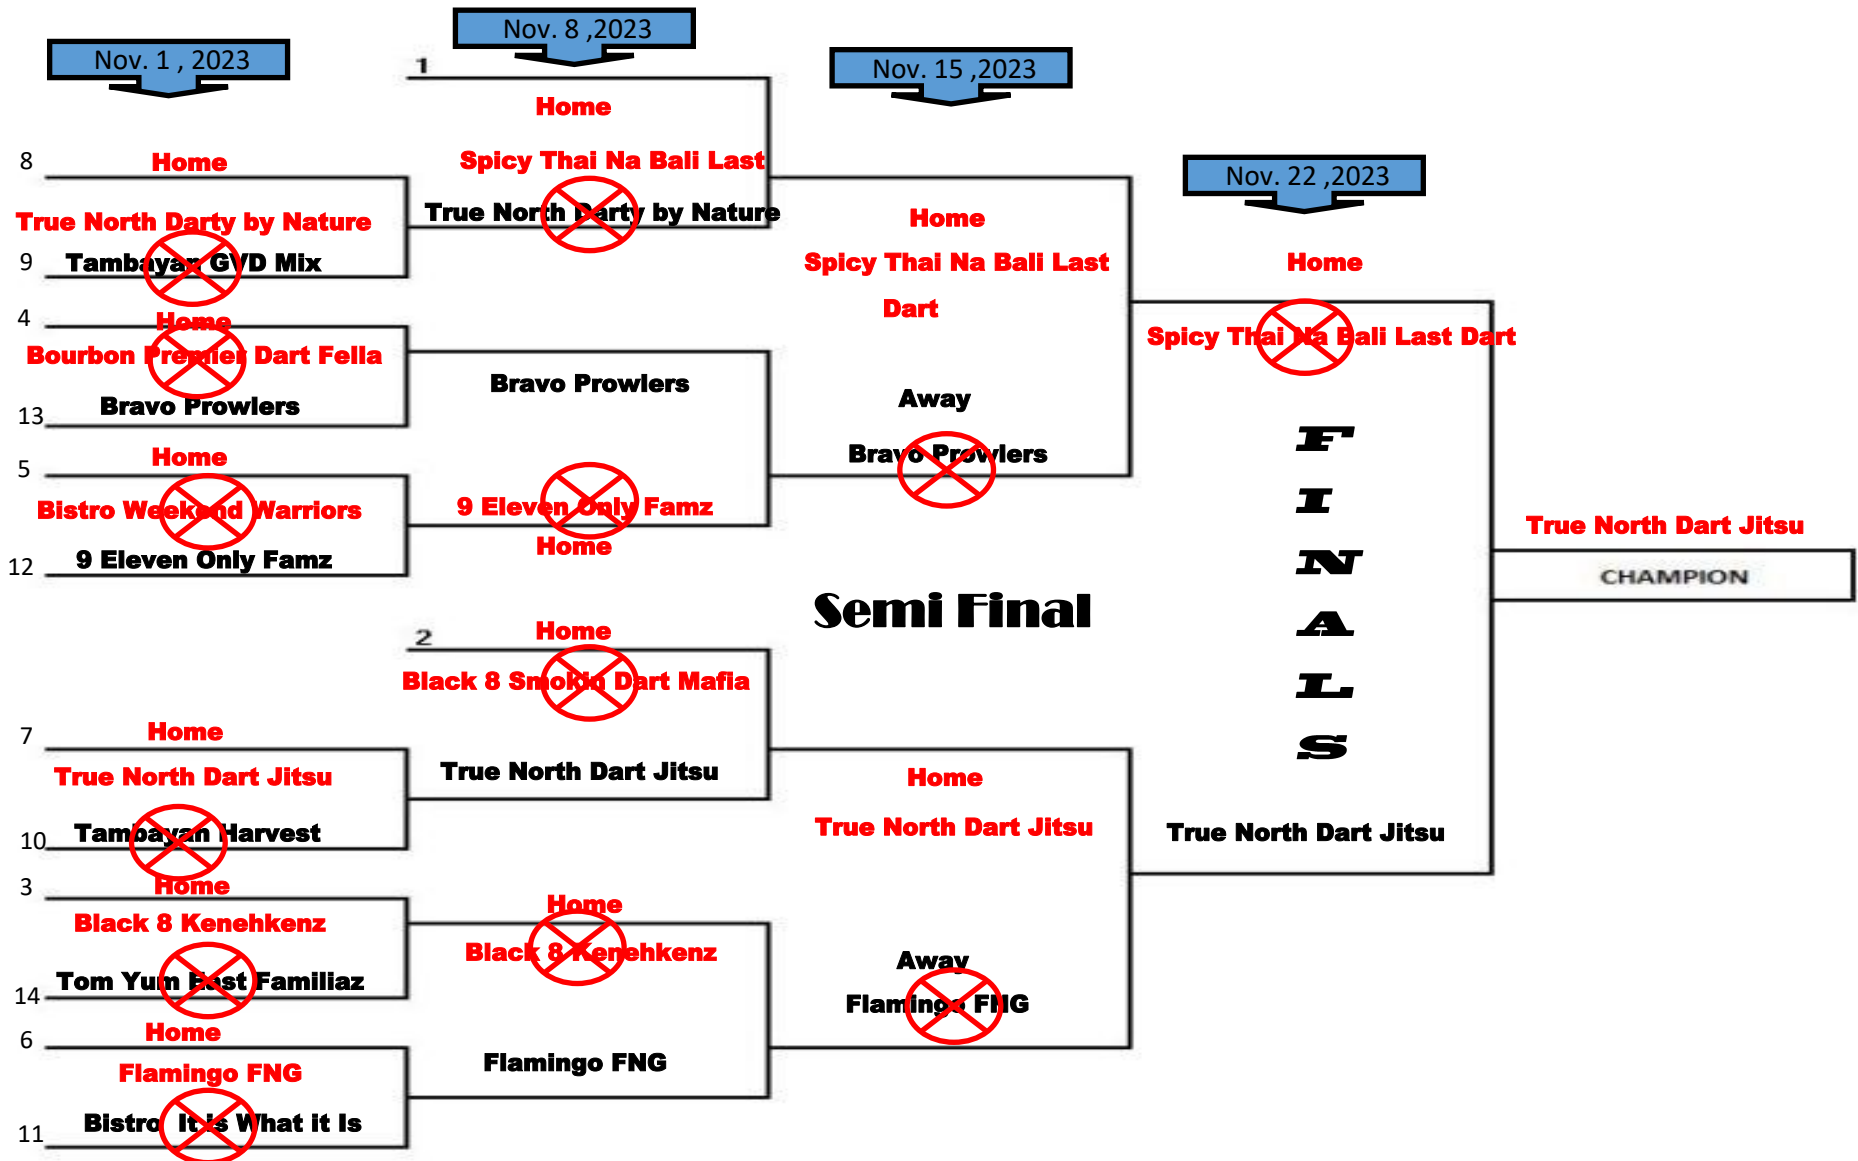 Nov. 1 , 2023
8
Home
True North Darty by Nature
9
Tambayan GVD Mix
4
Home
Bourbon Premier Dart Fella
Bravo Prowlers
13
Home
5
Bistro Weekend Warriors
9 Eleven Only Famz
12
7
Home
True North Dart Jitsu
10
Tambayan Harvest
3
Home
Black 8 Kenehkenz
Tom Yum East Familiaz
14
6
Home
Flamingo FNG
Bistro It is What it Is
11
Nov. 8 ,2023
1
Home
Spicy Thai Na Bali Last
True North Darty by Nature
Bravo Prowlers
9 Eleven Only Famz
Home
2
Home
Black 8 Smokin Dart Mafia
True North Dart Jitsu
Home
Black 8 Kenehkenz
Flamingo FNG
Nov. 15 ,2023
Home
Spicy Thai Na Bali Last
Dart
Away
Bravo Prowlers
Semi Final
Home
True North Dart Jitsu
Away
Flamingo FNG
Nov. 22 ,2023
Home
Spicy Thai Na Bali Last Dart
F
I
N
A
L
S
True North Dart Jitsu
True North Dart Jitsu
CHAMPION